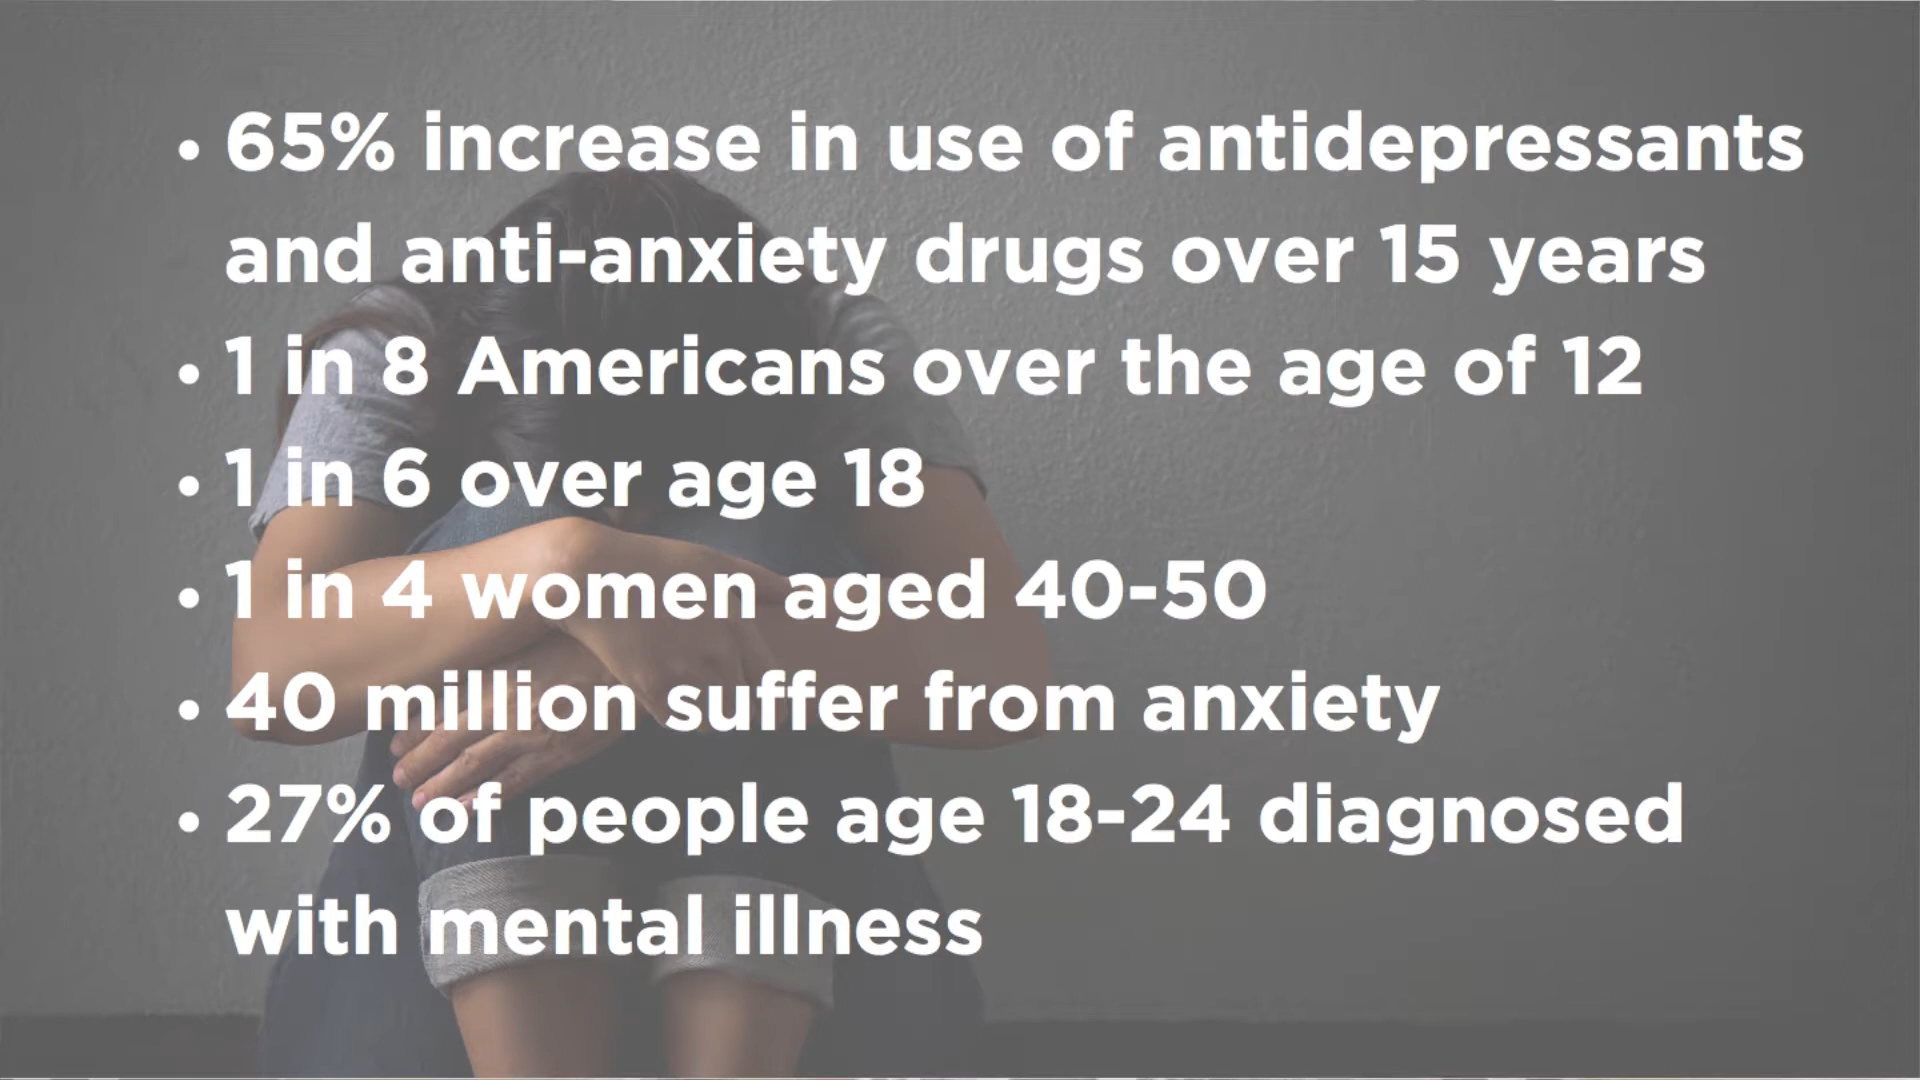 • 65% increase in use of antidepressants
and anti-anxiety drugs over 15 years
• 1 in 8 Americans over the age of 12
• 1 in 6 over age 18
• 1 in 4 women aged 40-50
• 40 million suffer from anxiety
• 27% of people age 18-24 diagnosed
with mental illness